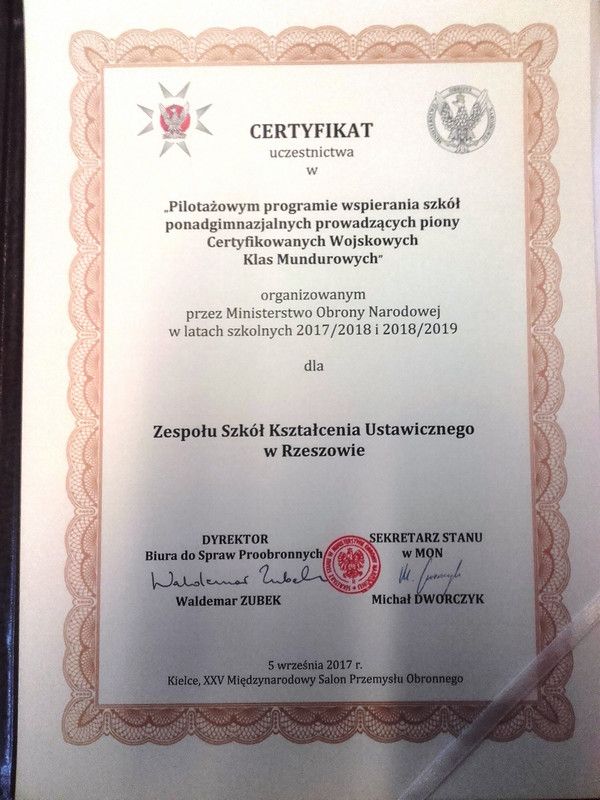 CERTYFIKAT
uczestnictwa
w
„Pilotażowym programie wspierania szkół
ponadgimnazjalnych prowadzących piony
Certyfikowanych Wojskowych
Klas Mundurowych"
organizowanym
przez Ministerstwo Obrony Narodowej
w latach szkolnych 2017/2018 i 2018/2019
dla
Zespołu Szkół Kształcenia Ustawicznego
w Rzeszowie
DYREKTOR
Biura do Spraw Proobronnych
Waldemar Zubek
Waldemar ZUBEK
SEKRETARZ STANU
w MON
Michał DWORCZYK
5 września 2017 r.
Kielce, XXV Międzynarodowy Salon Przemysłu Obronnego